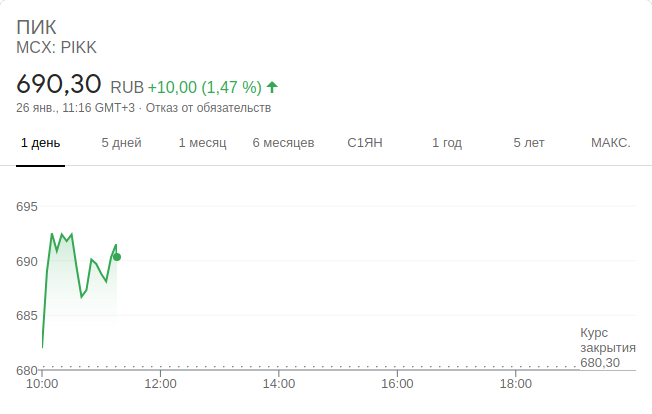 ПИК
MCX: PIKK
690,30 RUB +10,00 (1,47 %)
26 янв., 11:16 GMT+3 · Отказ от обязательств
1 день 5 дней 1 месяц 6 месяцев С1ЯН 1 год 5 лет МАКС.
695
690
685
Курс
закрытия
680,30
680
10:00 12:00 14:00 16:00 18:00